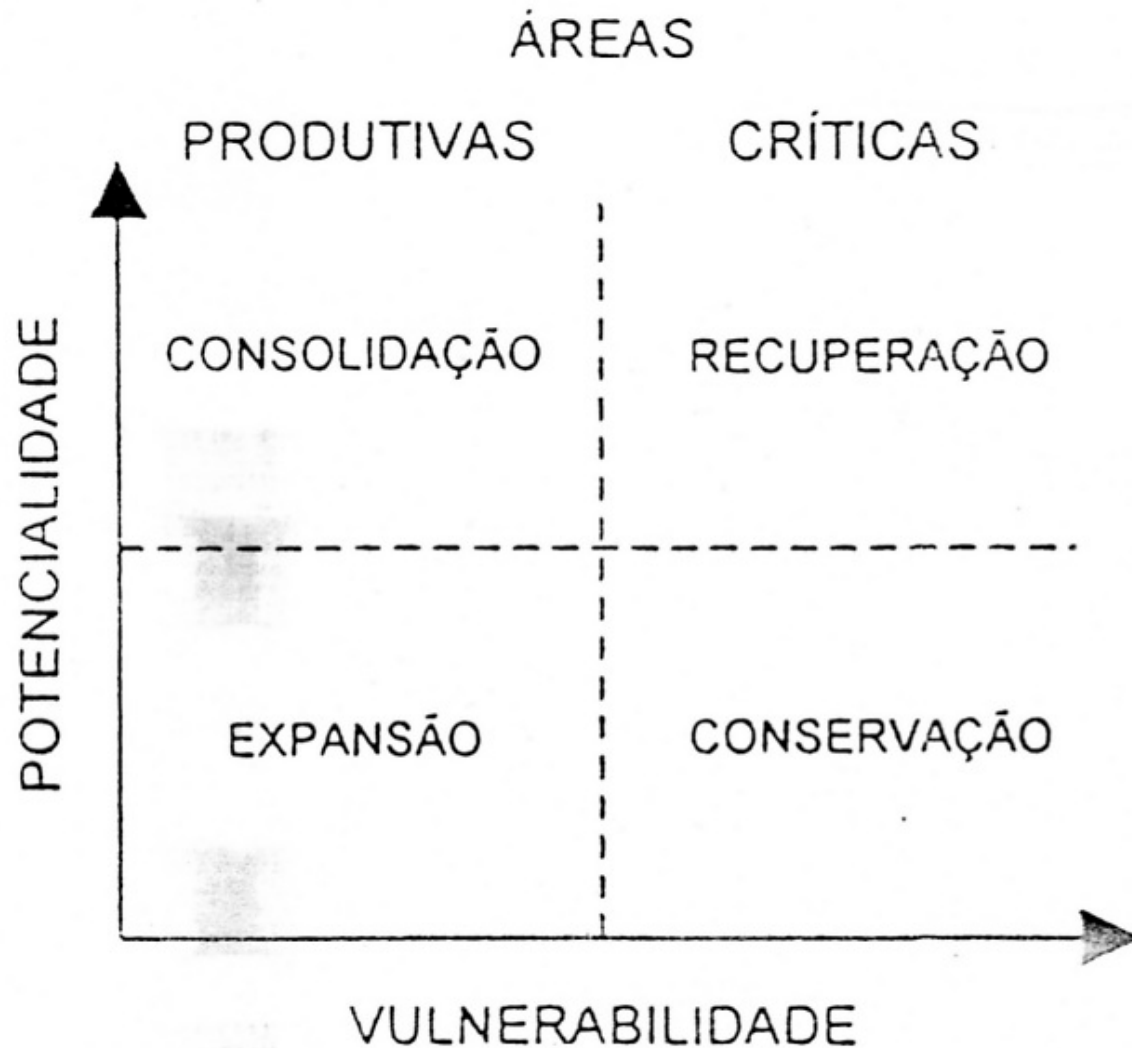 ÁREAS
PRODUTIVAS CRÍTICAS
POTENCIALIDADE
CONSOLIDAÇÃO RECUPERAÇÃO
EXPANSÃO CONSERVAÇÃO
VULNERABILIDADE